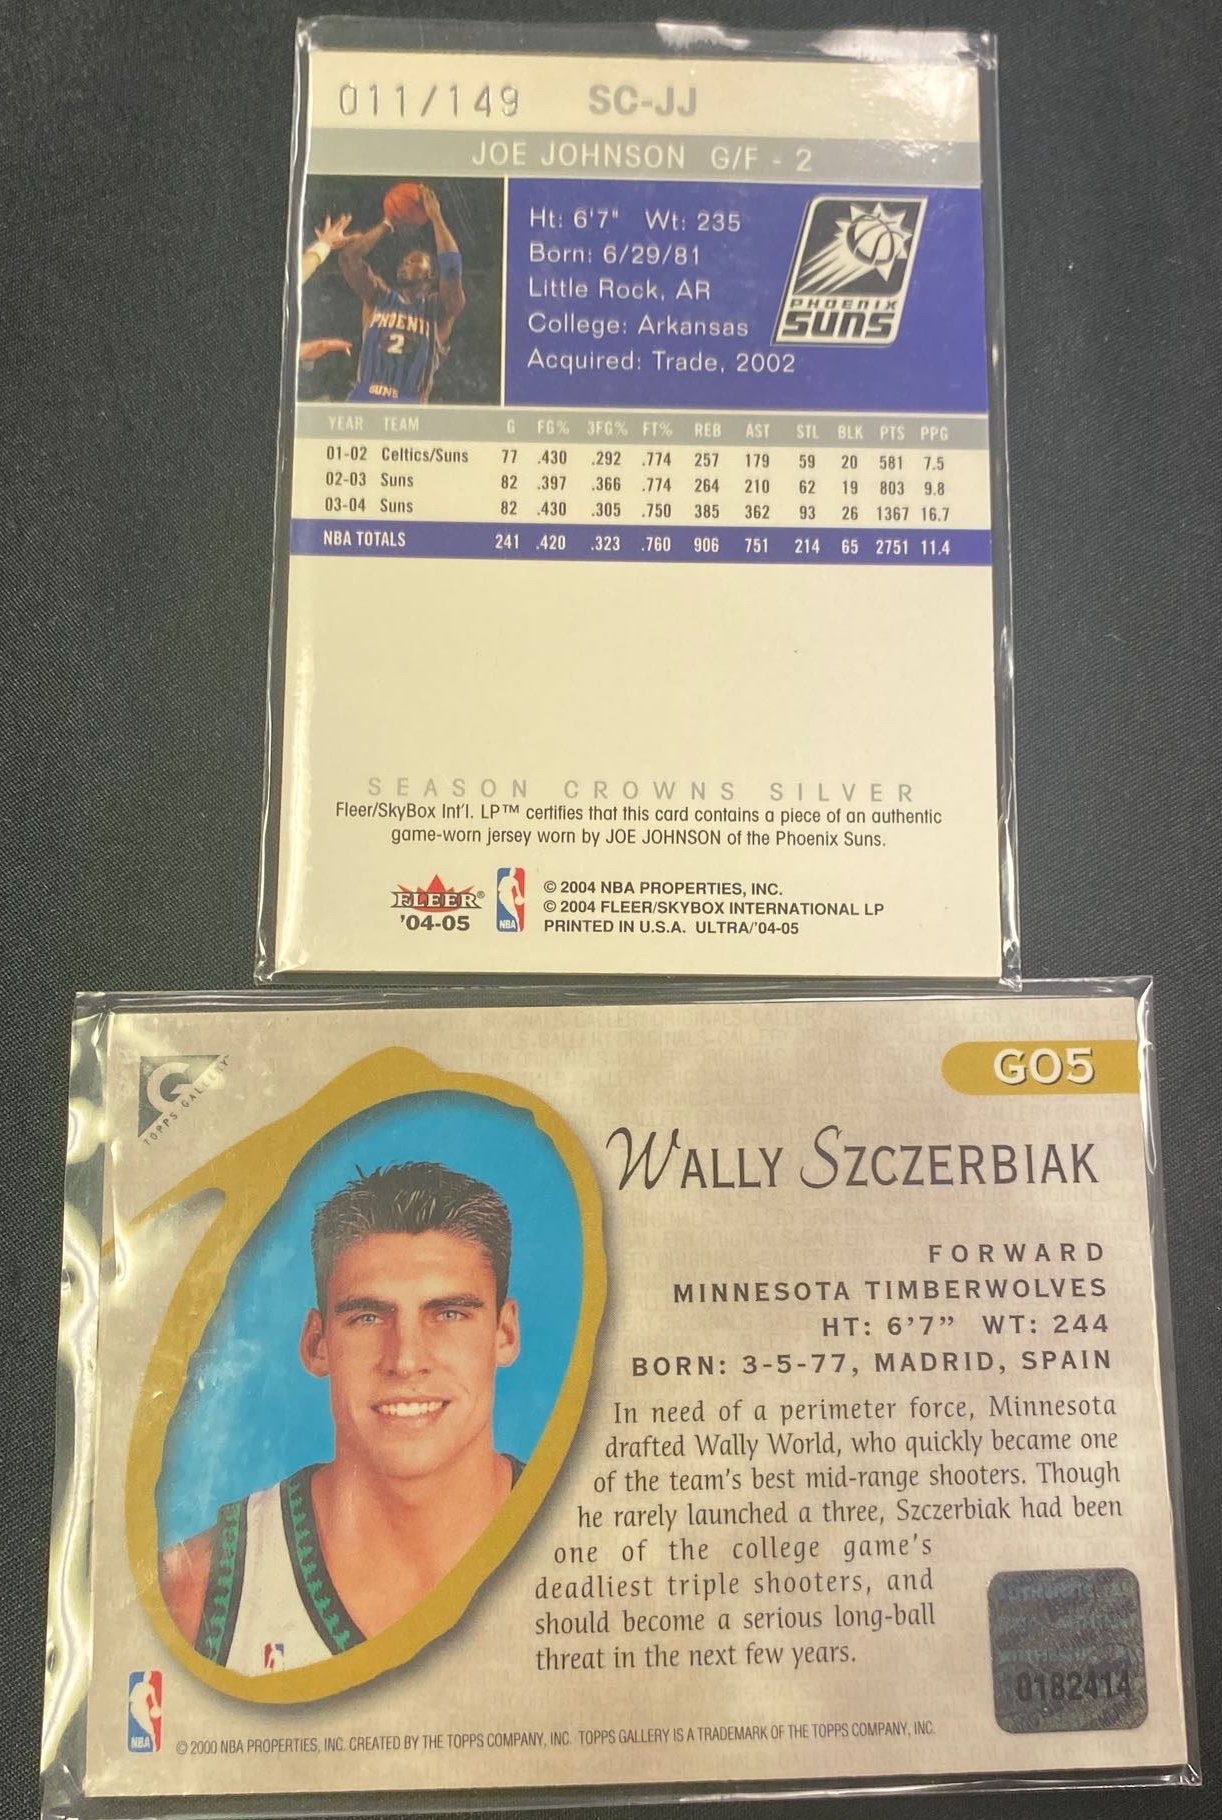 011/149 SC-JJ
JOE JOHNSON G/F - 2
Ht: 6'7" Wt: 235
Born: 6/29/81
Little Rock, AR
College: Arkansas
Acquired: Trade, 2002
PHOENIX
SUNS
PHOENI
2
SUNS
YEAR TEAM G FG% 3FG% FT% REB AST STL BLK PTS PPG
01-02 Celtics/Suns 77 .430 .292 .774 257 179 59 20 581 7.5
02-03 Suns 82 .397 .366 .774 264 210 62 19 803 9.8
03-04 Suns 82 .430 .305 .750 385 362 93 26 1367 16.7
NBA TOTALS 241 .420 .323 .760 906 751 214 65 2751 11.4
SEASON CROWNS SILVER
Fleer/SkyBox Int'l. LP™ certifies that this card contains a piece of an authentic
game-worn jersey worn by JOE JOHNSON of the Phoenix Suns.
FLEER®
'04-05
NBA
© 2004 NBA PROPERTIES, INC.
© 2004 FLEER/SKYBOX INTERNATIONAL LP
PRINTED IN U.S.A. ULTRA/'04-05
G
TOPPS GALLERY™
GO5
WALLY SZCZERBIAK
FORWARD
MINNESOTA TIMBERWOLVES
HT: 6'7" WT: 244
BORN: 3-5-77, MADRID, SPAIN
In need of a perimeter force, Minnesota
drafted Wally World, who quickly became one
of the team's best mid-range shooters. Though
he rarely launched a three, Szczerbiak had been
one of the college game's
deadliest triple shooters, and
should become a serious long-ball
threat in the next few years.
0182414
NBA
© 2000 NBA PROPERTIES, INC. CREATED BY THE TOPPS COMPANY, INC. TOPPS GALLERY IS A TRADEMARK OF THE TOPPS COMPANY, INC.